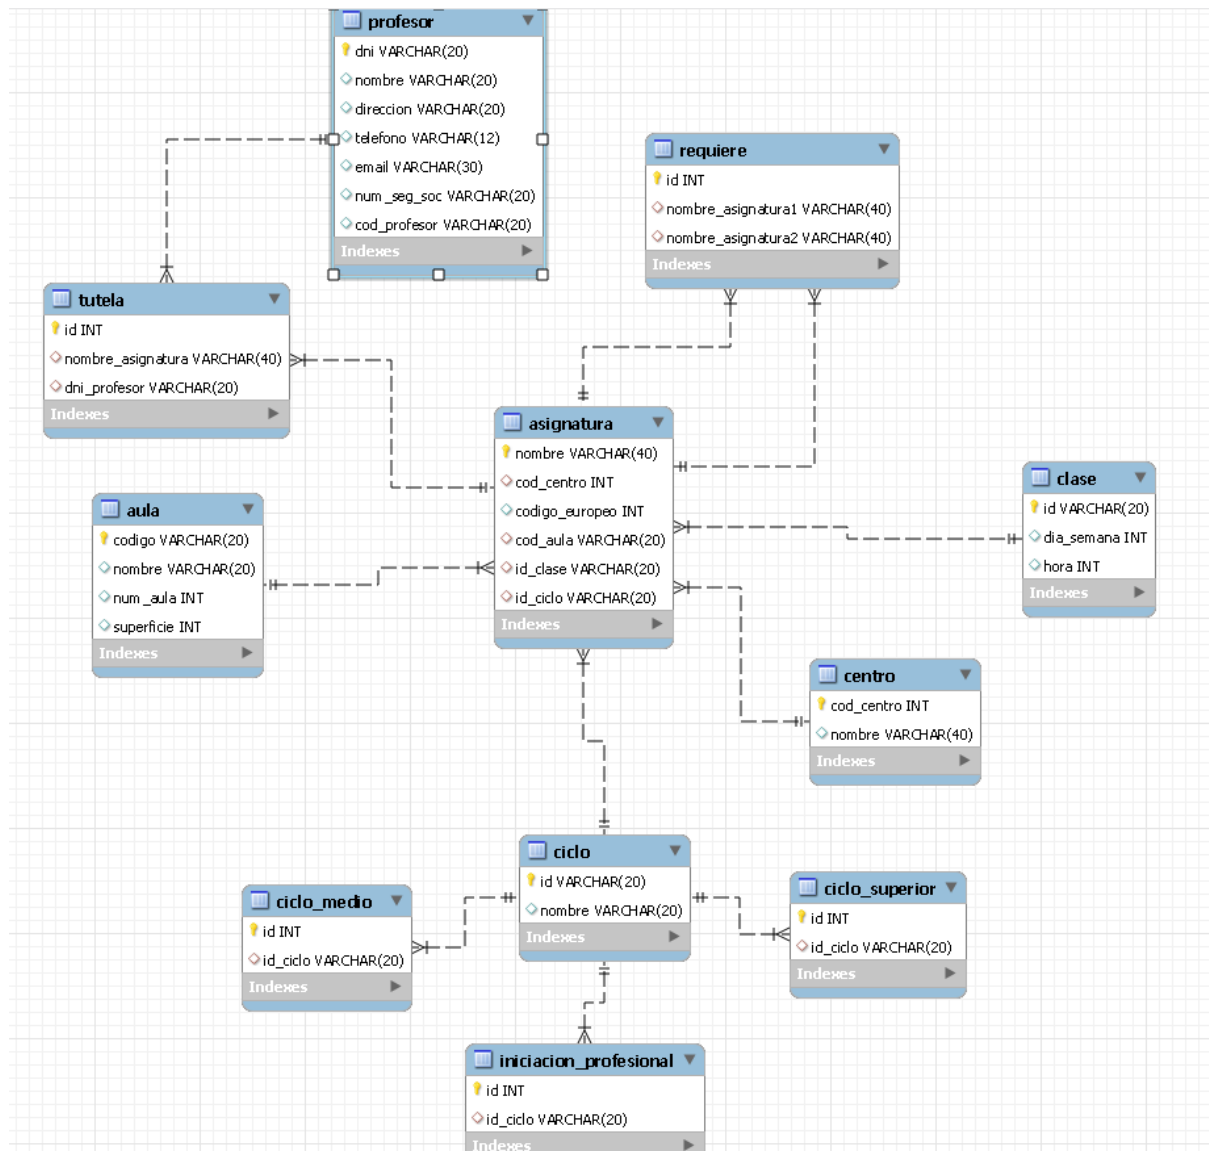 profesor
dni VARCHAR(20)
nombre VARCHAR(20)
direccion VARCHAR(20)
telefono VARCHAR(12)
email VARCHAR(30)
num_seg_soc VARCHAR(20)
cod_profesor VARCHAR(20)
Indexes
requiere
id INT
nombre_asignatura1 VARCHAR(40)
nombre_asignatura2 VARCHAR(40)
Indexes
tutela
id INT
nombre_asignatura VARCHAR(40)
dni_profesor VARCHAR(20)
Indexes
asignatura
nombre VARCHAR(40)
cod_centro INT
codigo_europeo INT
cod_aula VARCHAR(20)
id_clase VARCHAR(20)
id_ciclo VARCHAR(20)
Indexes
clase
id VARCHAR(20)
dia_semana INT
hora INT
Indexes
aula
codigo VARCHAR(20)
nombre VARCHAR(20)
num_aula INT
superficie INT
Indexes
centro
cod_centro INT
nombre VARCHAR(40)
Indexes
ciclo
id VARCHAR(20)
nombre VARCHAR(20)
Indexes
ciclo_medio
id INT
id_ciclo VARCHAR(20)
Indexes
ciclo_superior
id INT
id_ciclo VARCHAR(20)
Indexes
iniciacion_profesional
id INT
id_ciclo VARCHAR(20)
Indexes